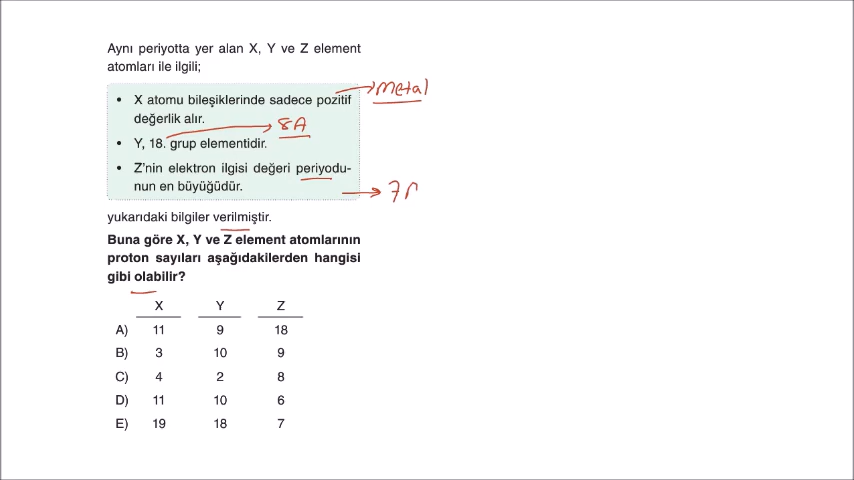 Aynı periyotta yer alan X, Y ve Z element
atomları ile ilgili;
Metal
• X atomu bileşiklerinde sadece pozitif
değerlik alır.
8A
• Y, 18. grup elementidir.
• Z'nin elektron ilgisi değeri periyodu-
nun en büyüğüdür.
7
yukarıdaki bilgiler verilmiştir.
Buna göre X, Y ve Z element atomlarının
proton sayıları aşağıdakilerden hangisi
gibi olabilir?
X Y Z
A) 11 9 18
B) 3 10 9
C) 4 2 8
D) 11 10 6
E) 19 18 7